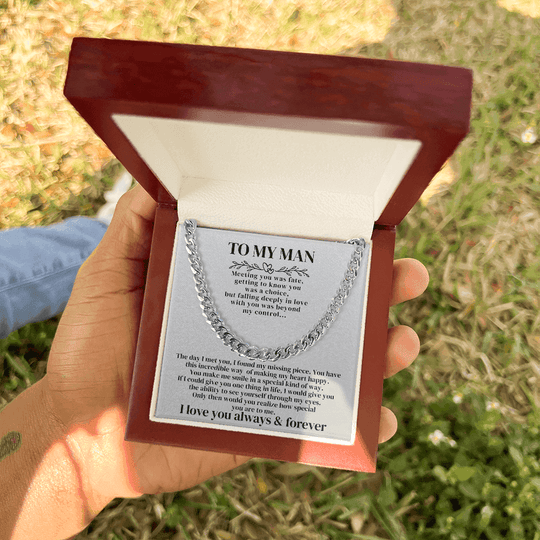 TO MY MAN
Meeting you was fate,
getting to know you
was a choice,
but falling deeply in love
with you was beyond
my control...
The day I met you, I found my missing piece. You have
this incredible way of making my heart happy.
You make me smile in a special kind of way.
If I could give you one thing in life, I would give you
the ability to see yourself through my eyes.
Only then would you realize how special
you are to me.
I love you always & forever